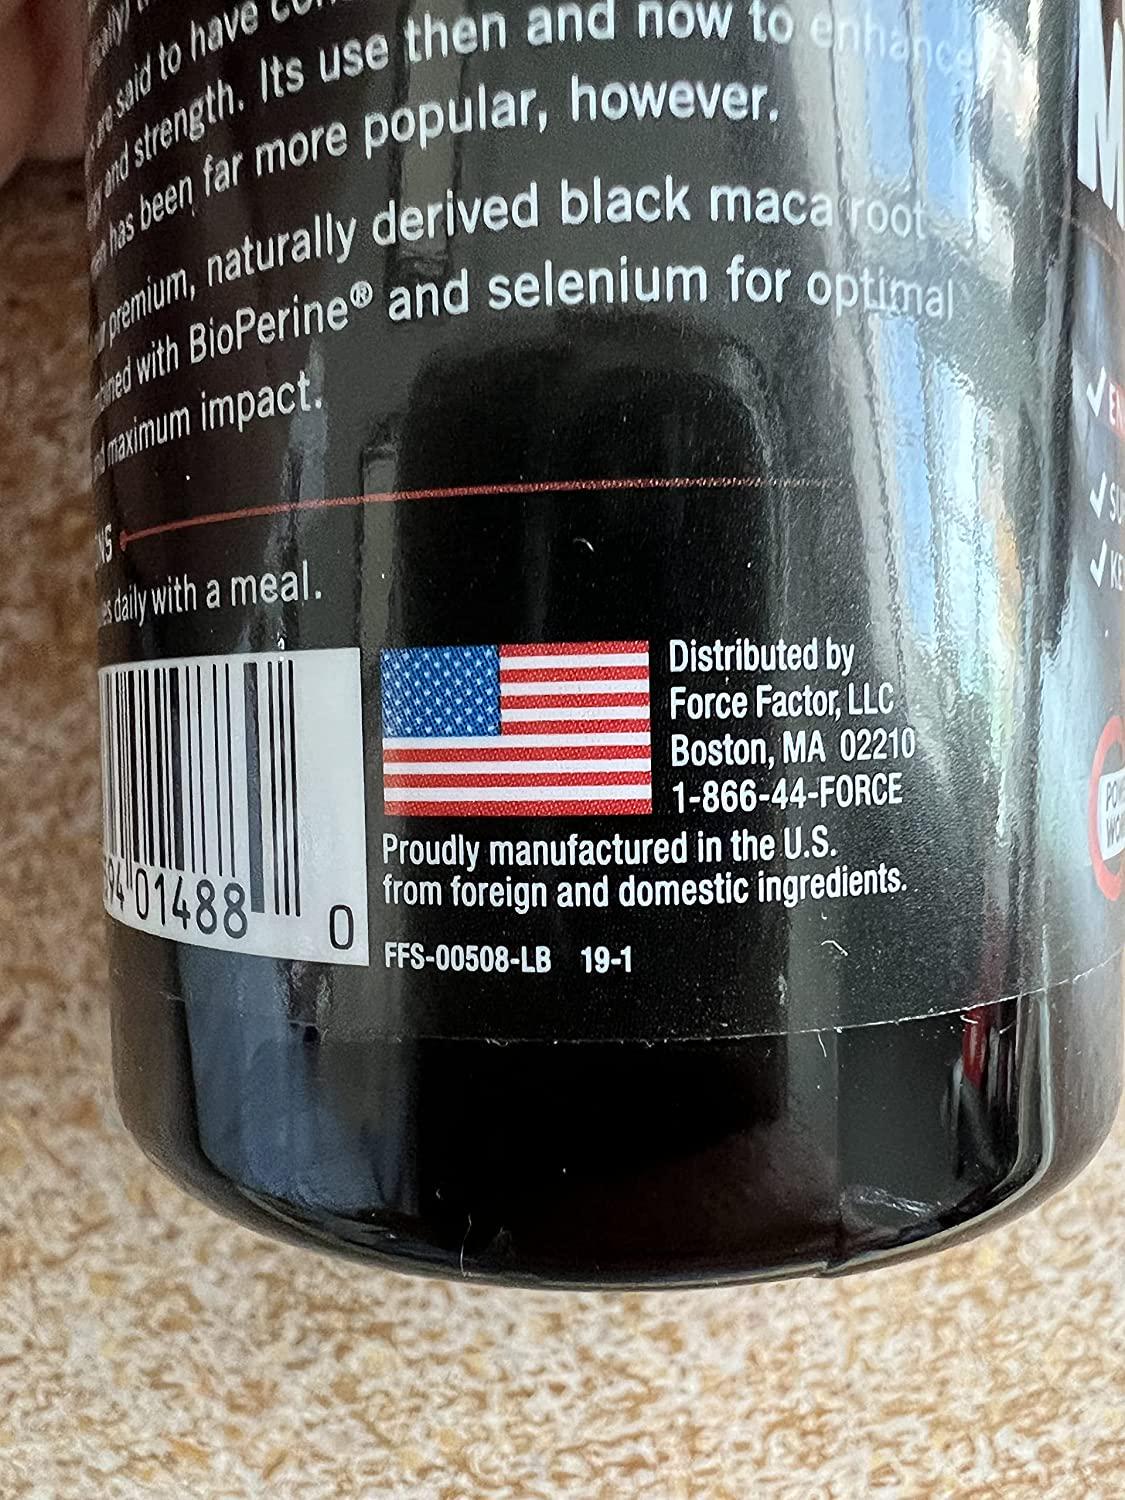 are said to have
and strength. Its use then and now to enhance
has been far more popular, however.
premium, naturally derived black maca root
with BioPerine® and selenium for optimal
maximum impact.
daily with a meal.
Distributed by
Force Factor, LLC
Boston, MA 02210
1-866-44-FORCE
Proudly manufactured in the U.S.
from foreign and domestic ingredients.
94 01488 0
FFS-00508-LB 19-1